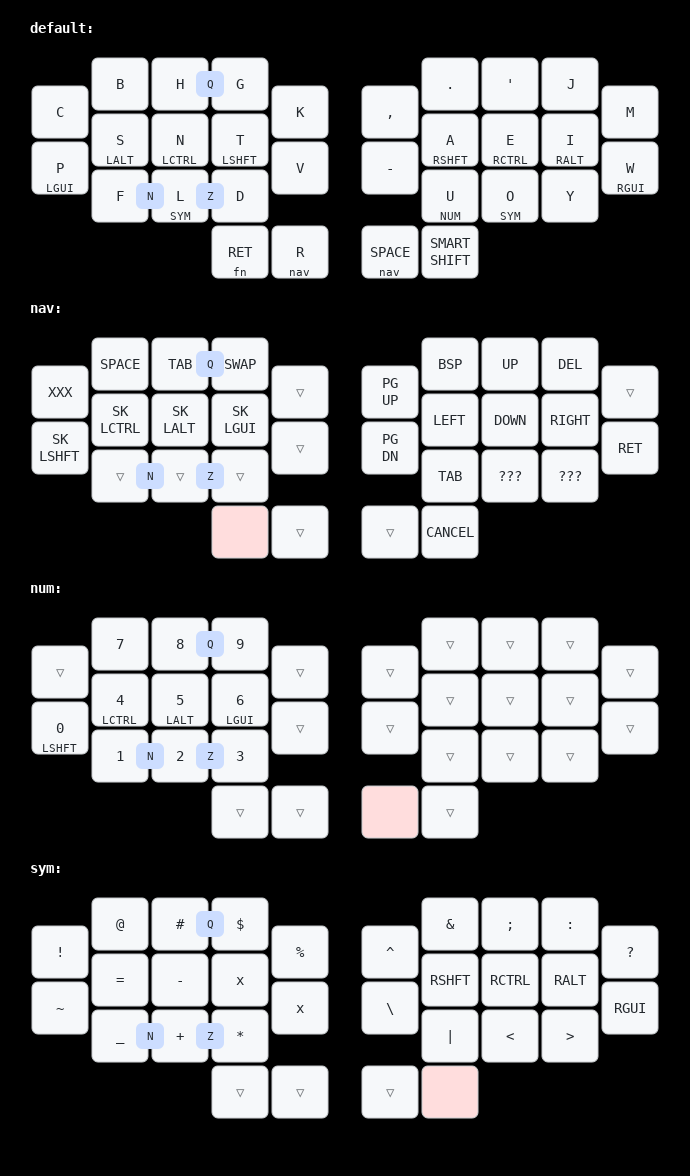 default:
B H Q G . ' J
C K , M
S N T A E I
LALT LCTRL LSHFT RSHFT RCTRL RALT
P V - W
LGUI RGUI
F N L Z D U O Y
SYM NUM SYM
RET R SPACE SMART
SHIFT
fn nav nav
nav:
SPACE TAB Q SWAP BSP UP DEL
XXX ▽ PG
UP ▽
SK
LCTRL SK
LALT SK
LGUI LEFT DOWN RIGHT
SK
LSHFT ▽ PG
DN RET
▽ N ▽ Z ▽ TAB ??? ???
▽ ▽ CANCEL
num:
7 8 Q 9 ▽ ▽ ▽
▽ ▽ ▽ ▽
4 5 6 ▽ ▽ ▽
LCTRL LALT LGUI
0 ▽ ▽ ▽
LSHFT
1 N 2 Z 3 ▽ ▽ ▽
▽ ▽ ▽
sym:
@ # Q $ & ; :
! % ^ ?
= - x RSHFT RCTRL RALT
~ x \ RGUI
_ N + Z * | < >
▽ ▽ ▽